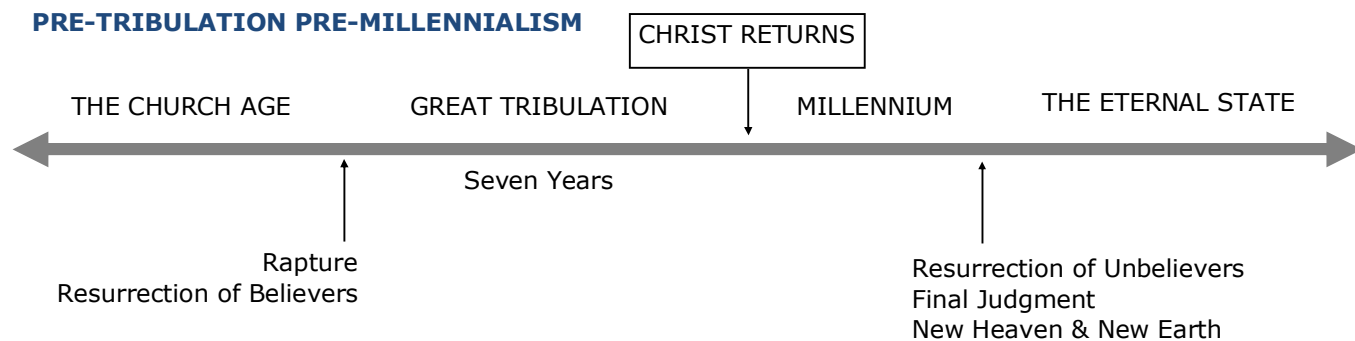 PRE-TRIBULATION PRE-MILLENNIALISM
CHRIST RETURNS
THE CHURCH AGE
GREAT TRIBULATION
MILLENNIUM
THE ETERNAL STATE
Seven Years
Rapture
Resurrection of Believers
Resurrection of Unbelievers
Final Judgment
New Heaven & New Earth